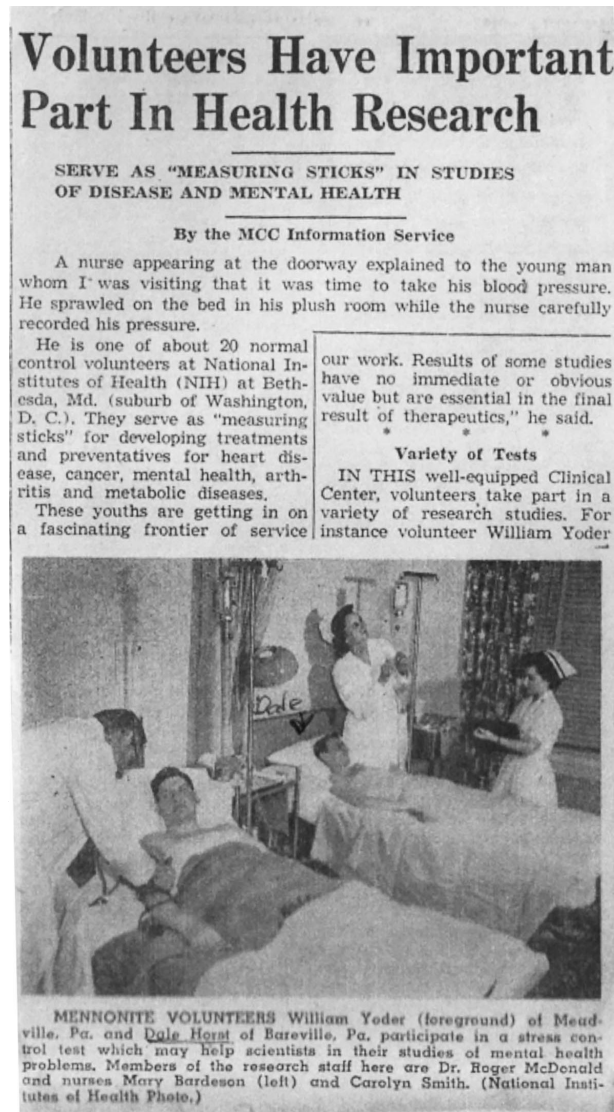 Volunteers Have Important
Part In Health Research
SERVE AS "MEASURING STICKS" IN STUDIES
OF DISEASE AND MENTAL HEALTH
By the MCC Information Service
A nurse appearing at the doorway explained to the young man
whom I was visiting that it was time to take his blood pressure.
He sprawled on the bed in his plush room while the nurse carefully
recorded his pressure.
He is one of about 20 normal
control volunteers at National In-
stitutes of Health (NIH) at Beth-
esda, Md. (suburb of Washington,
D. C.). They serve as "measuring
sticks" for developing treatments
and preventatives for heart dis-
ease, cancer, mental health, arth-
ritis and metabolic diseases.
These youths are getting in on
a fascinating frontier of service
our work. Results of some studies
have no immediate or obvious
value but are essential in the final
result of therapeutics," he said.
* * *
Variety of Tests
IN THIS well-equipped Clinical
Center, volunteers take part in a
variety of research studies. For
instance volunteer William Yoder
Dale
MENNONITE VOLUNTEERS William Yoder (foreground) of Mead-
ville, Pa. and Dale Horst of Bareville, Pa. participate in a stress con-
trol test which may help scientists in their studies of mental health
problems. Members of the research staff here are Dr. Roger McDonald
and nurses Mary Bardeson (left) and Carolyn Smith. (National Insti-
tutes of Health Photo.)